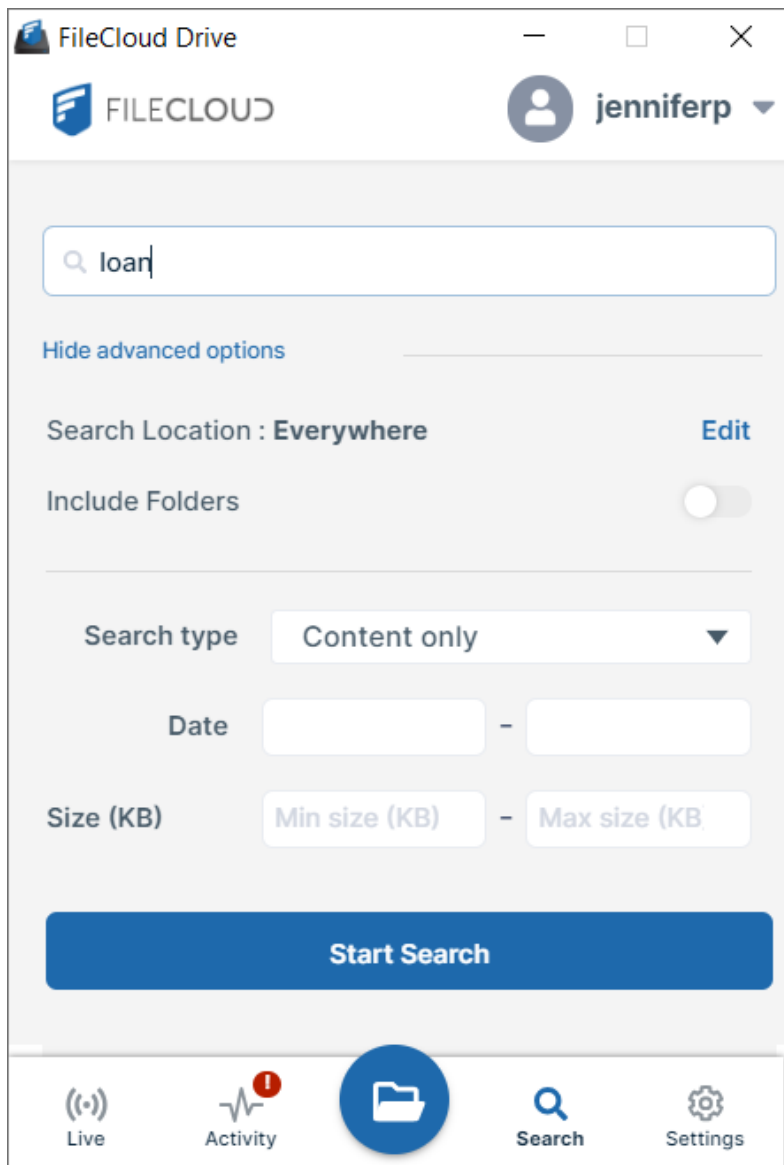 FileCloud Drive
FILECLOUD
jenniferp
loan
Hide advanced options
Search Location : Everywhere
Edit
Include Folders
Search type
Content only
Date
-
Size (KB)
Min size (KB)
-
Max size (KB
Start Search
!
Live
Activity
Search
Settings